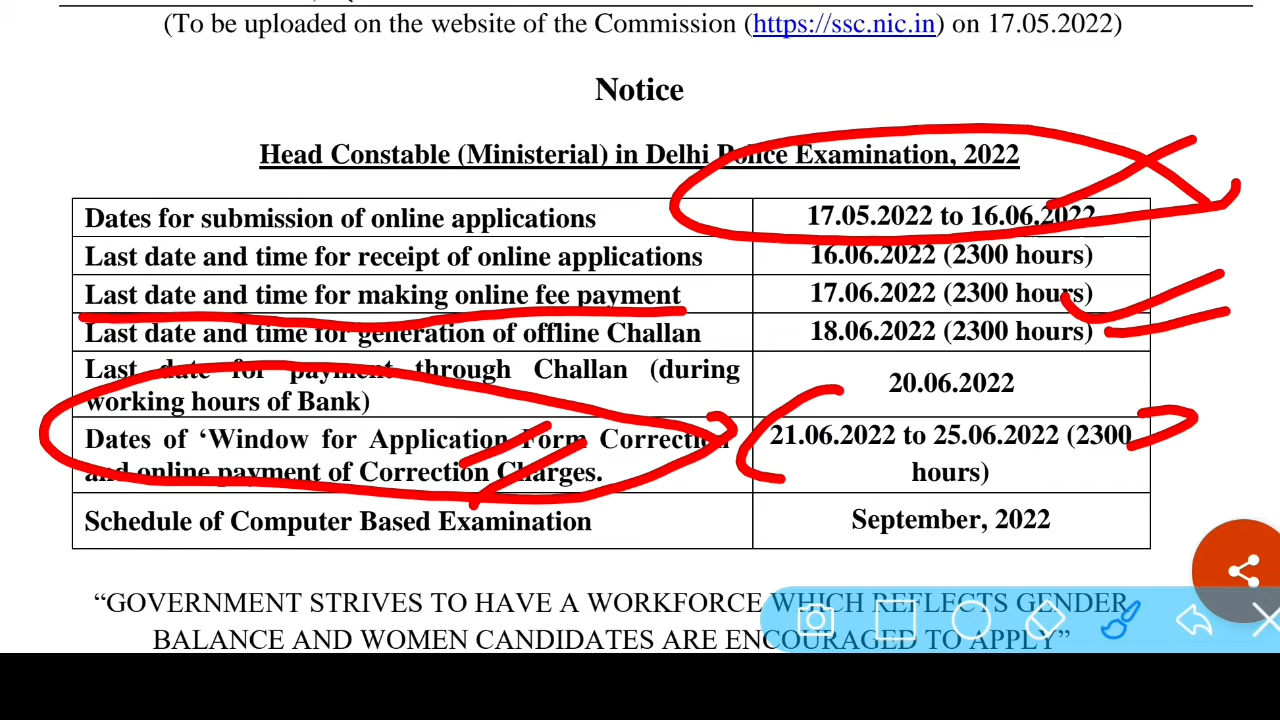 (To be uploaded on the website of the Commission (https://ssc.nic.in) on 17.05.2022)
Notice
Head Constable (Ministerial) in Delhi Police Examination, 2022
Dates for submission of online applications 17.05.2022 to 16.06.2022
Last date and time for receipt of online applications 16.06.2022 (2300 hours)
Last date and time for making online fee payment 17.06.2022 (2300 hours)
Last date and time for generation of offline Challan 18.06.2022 (2300 hours)
Last date for payment through Challan (during
working hours of Bank) 20.06.2022
Dates of ‘Window for Application Form Correction 21.06.2022 to 25.06.2022 (2300
and online payment of Correction Charges. hours)
Schedule of Computer Based Examination September, 2022
“GOVERNMENT STRIVES TO HAVE A WORKFORCE WHICH REFLECTS GENDER
BALANCE AND WOMEN CANDIDATES ARE ENCOURAGED TO APPLY”